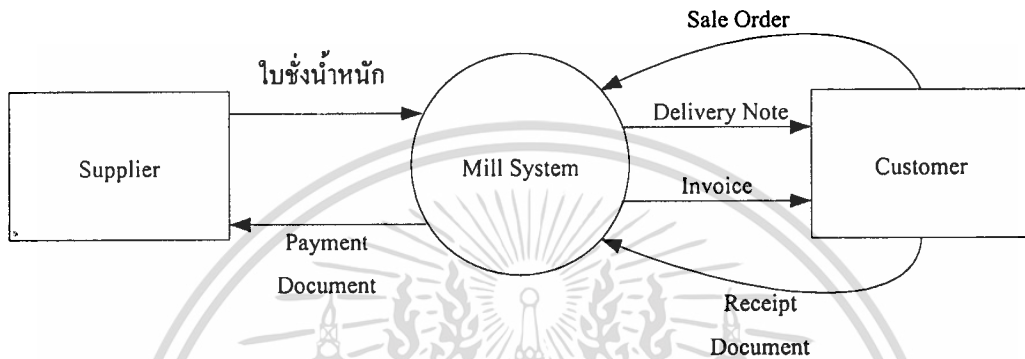 Sale Order
ใบชั่งน้ำหนัก
Delivery Note
Supplier
Mill System
Customer
Invoice
Payment
Document
Receipt
Document